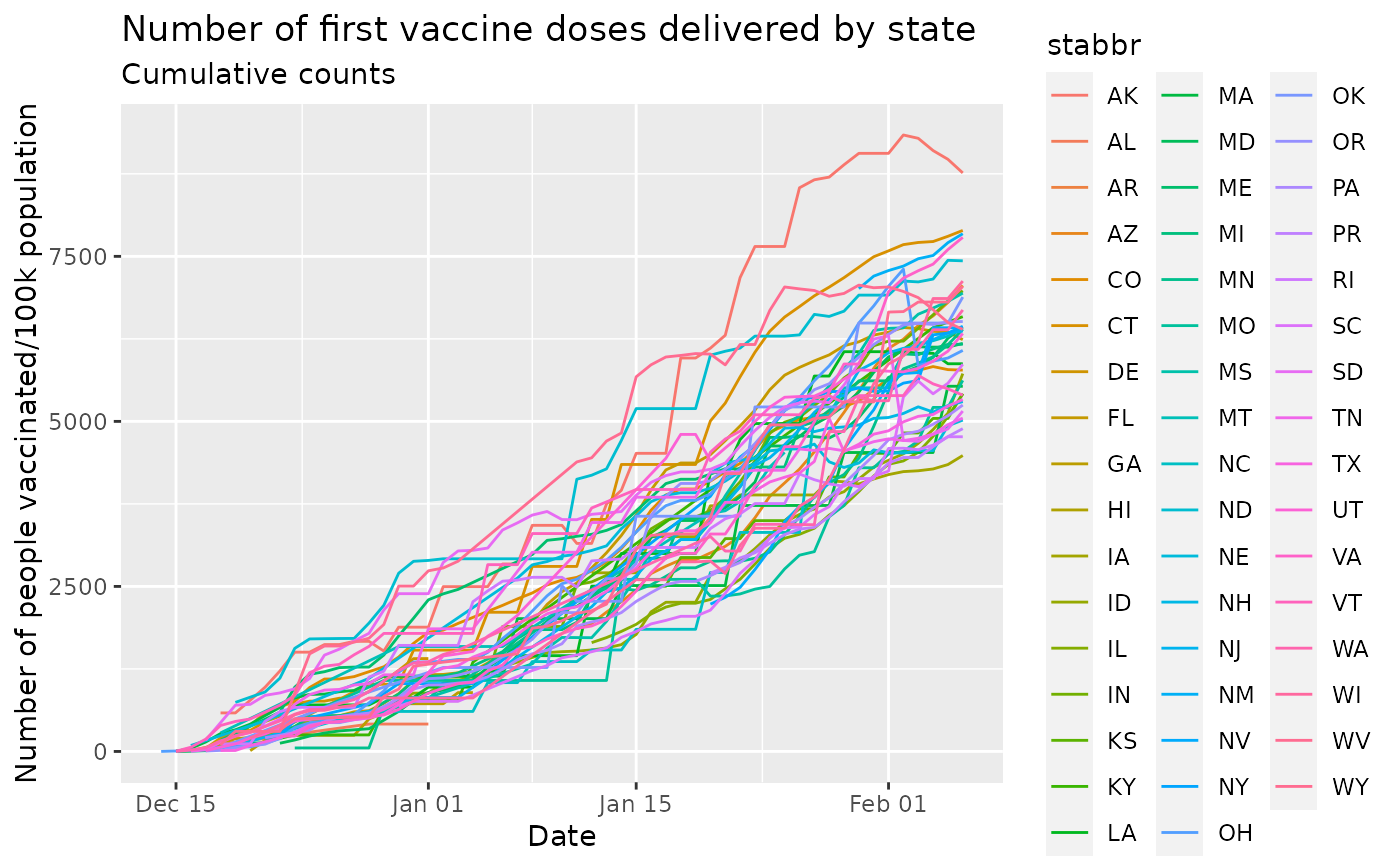 Number of first vaccine doses delivered by state
Cumulative counts
Number of people vaccinated/100k population
7500
5000
2500
0
Dec 15
Jan 01
Jan 15
Feb 01
Date
stabbr
AK
AL
AR
AZ
CO
CT
DE
FL
GA
HI
IA
ID
IL
IN
KS
KY
LA
MA
MD
ME
MI
MN
MO
MS
MT
NC
ND
NE
NH
NJ
NM
NV
NY
OH
OK
OR
PA
PR
RI
SC
SD
TN
TX
UT
VA
VT
WA
WI
WV
WY